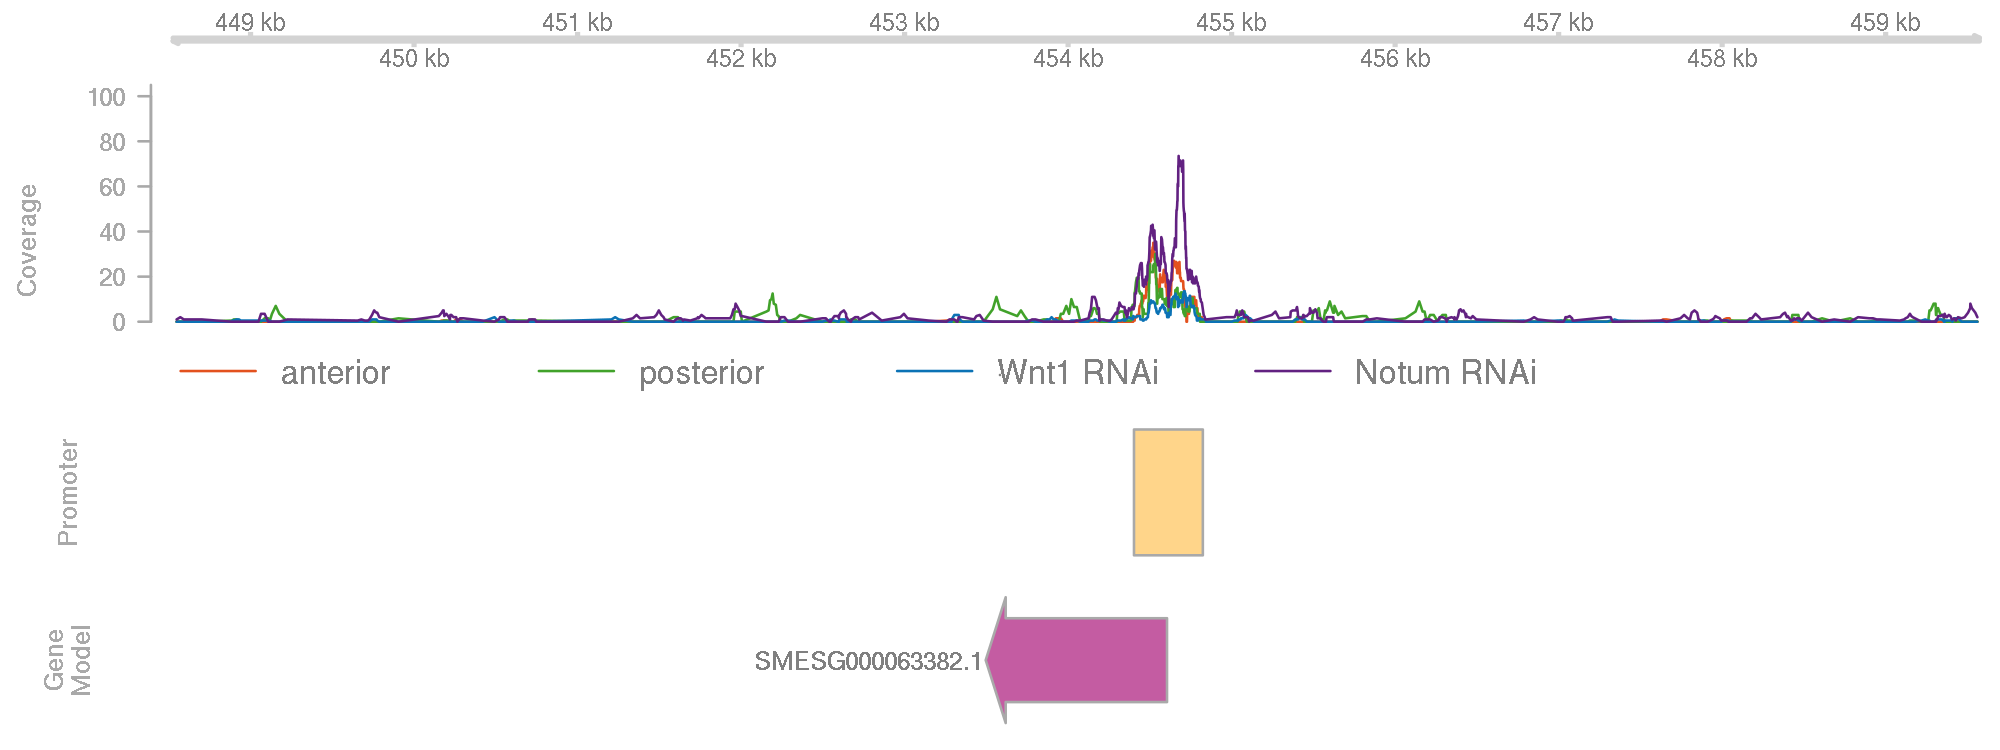 449 kb 451 kb 453 kb 455 kb 457 kb 459 kb
450 kb 452 kb 454 kb 456 kb 458 kb
100
80
60
40
20
0
Coverage
anterior posterior Wnt1 RNAi Notum RNAi
Promoter
Gene
Model
SMESG000063382.1